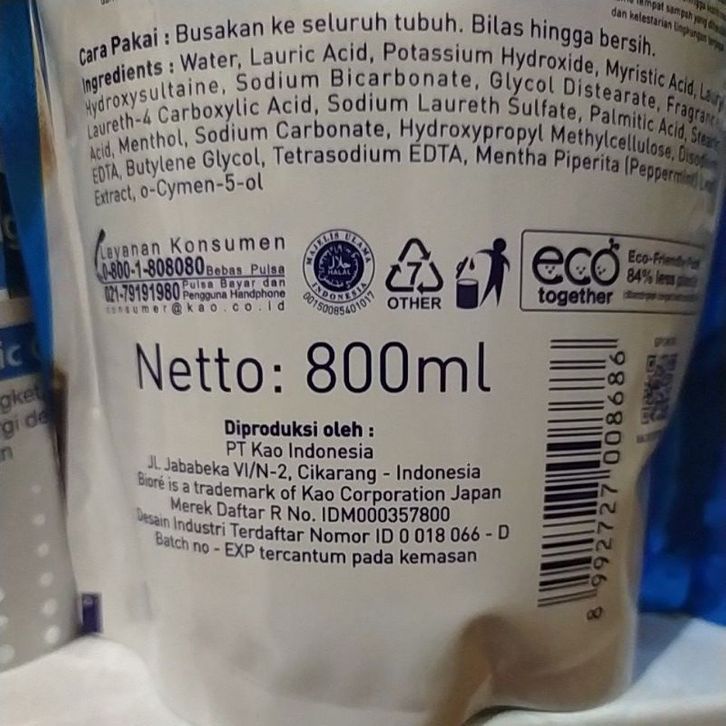 dan kelestarian lingkungan
Cara Pakai : Busakan ke seluruh tubuh. Bilas hingga bersih.
Ingredients : Water, Lauric Acid, Potassium Hydroxide, Myristic Acid,
Hydroxysultaine, Sodium Bicarbonate, Glycol Distearate,
Laureth-4 Carboxylic Acid, Sodium Laureth Sulfate, Palmitic Acid,
Acid, Menthol, Sodium Carbonate, Hydroxypropyl Methylcellulose,
EDTA, Butylene Glycol, Tetrasodium EDTA, Mentha Piperita (Peppermint)
Extract, o-Cymen-5-ol
Layanan Konsumen
0-800-1-808080 Bebas Pulsa
021-79191980 Pulsa Bayar dan
Pengguna Handphone
consumer@kao.co.id
MAJELIS ULAMA
HALAL
INDONESIA
00150085401017
7
OTHER
eco
together
Eco-Friendly
84% less
Netto: 800ml
Diproduksi oleh :
PT Kao Indonesia
JL. Jababeka VI/N-2, Cikarang - Indonesia
Bioré is a trademark of Kao Corporation Japan
Merek Daftar R No. IDM000357800
Desain Industri Terdaftar Nomor ID 0 018 066 - D
Batch no - EXP tercantum pada kemasan
8 992727 008686